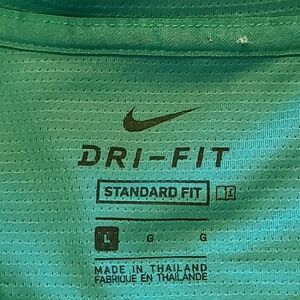 DRI-FIT
STANDARD FIT
L G G
MADE IN THAILAND
FABRIQUÉ EN THAÏLANDE